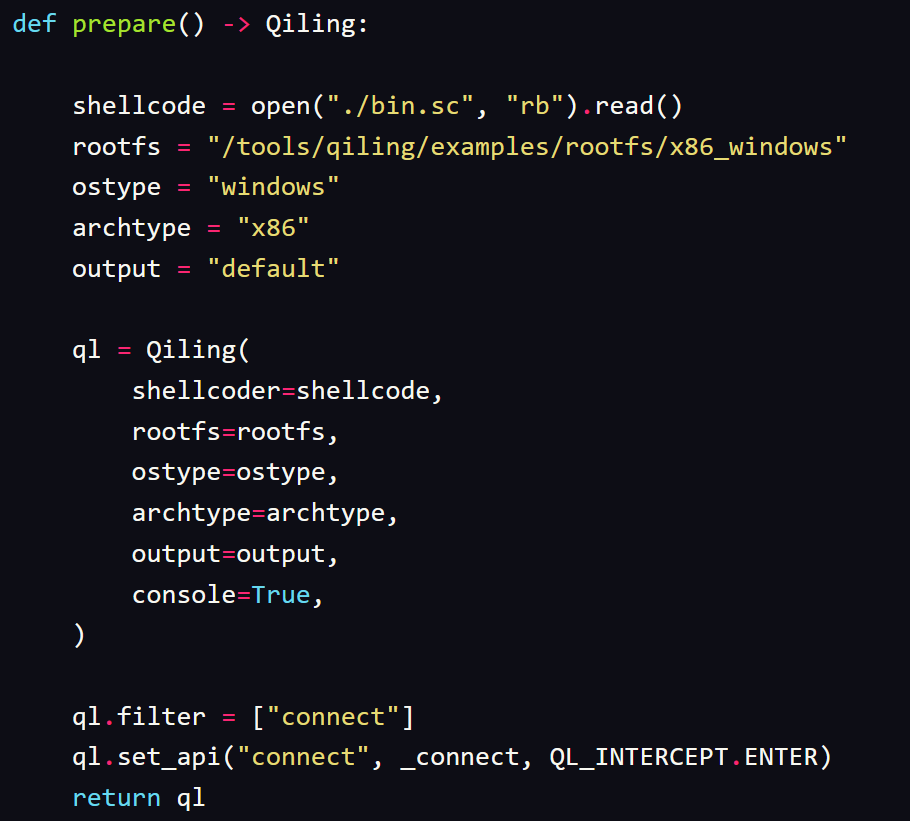 def prepare() -> Qiling:
    shellcode = open("./bin.sc", "rb").read()
    rootfs = "/tools/qiling/examples/rootfs/x86_windows"
    ostype = "windows"
    archtype = "x86"
    output = "default"
    ql = Qiling(
        shellcoder=shellcode,
        rootfs=rootfs,
        ostype=ostype,
        archtype=archtype,
        output=output,
        console=True,
    )
    ql.filter = ["connect"]
    ql.set_api("connect", _connect, QL_INTERCEPT.ENTER)
    return ql